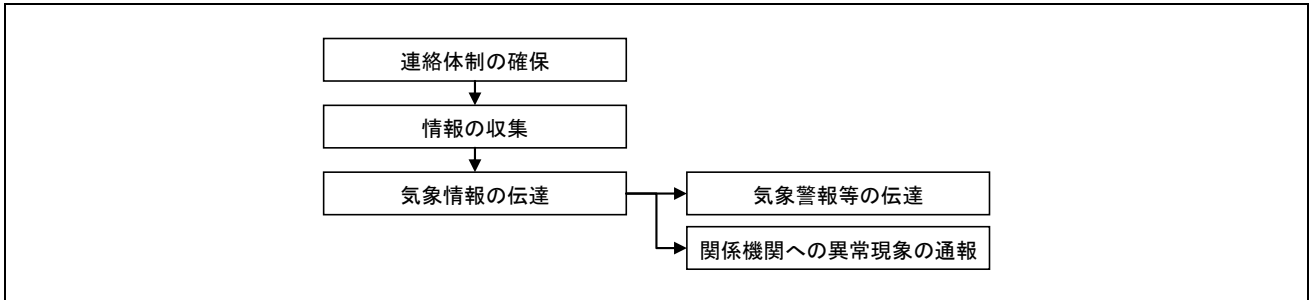 連絡体制の確保
情報の収集
気象情報の伝達
気象警報等の伝達
関係機関への異常現象の通報